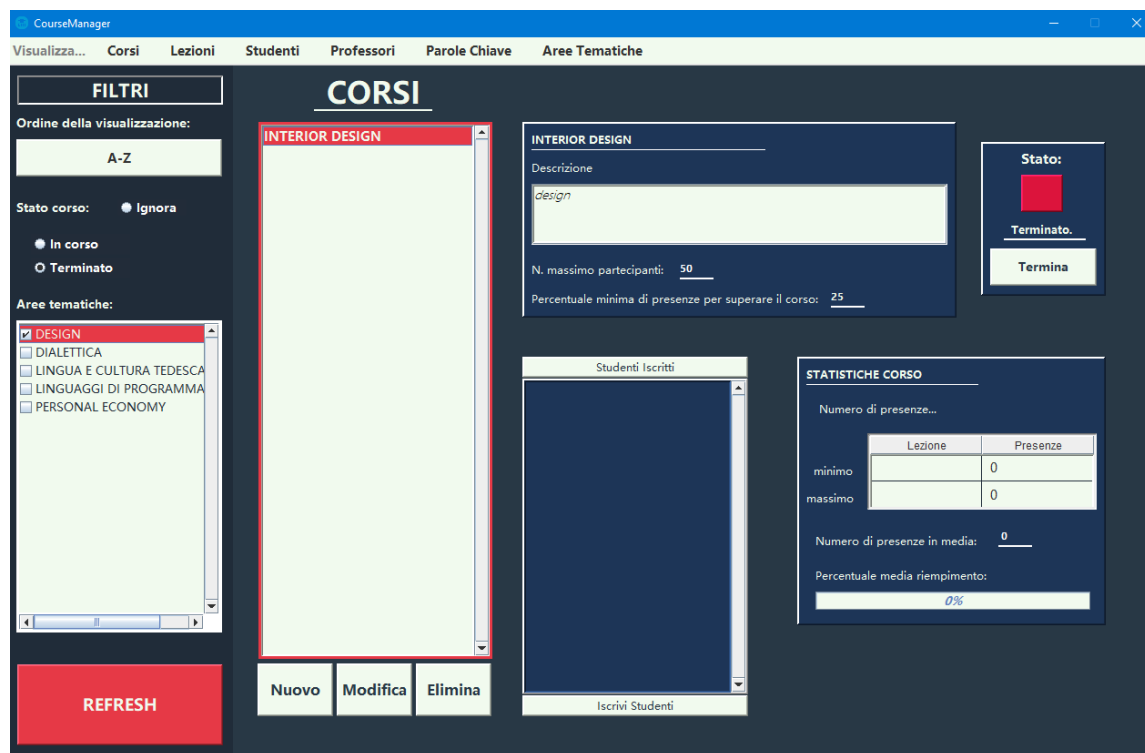 CourseManager
Visualizza... Corsi Lezioni Studenti Professori Parole Chiave Aree Tematiche
FILTRI
Ordine della visualizzazione:
A-Z
Stato corso:
Ignora
In corso
Terminato
Aree tematiche:
DESIGN
DIALETTICA
LINGUA E CULTURA TEDESCA
LINGUAGGI DI PROGRAMMA
PERSONAL ECONOMY
REFRESH
CORSI
INTERIOR DESIGN
Nuovo Modifica Elimina
INTERIOR DESIGN
Descrizione
design
N. massimo partecipanti: 50
Percentuale minima di presenze per superare il corso: 25
Stato:
Terminato.
Termina
Studenti Iscritti
Iscrivi Studenti
STATISTICHE CORSO
Numero di presenze...
Lezione Presenze
minimo 0
massimo 0
Numero di presenze in media: 0
Percentuale media riempimento:
0%